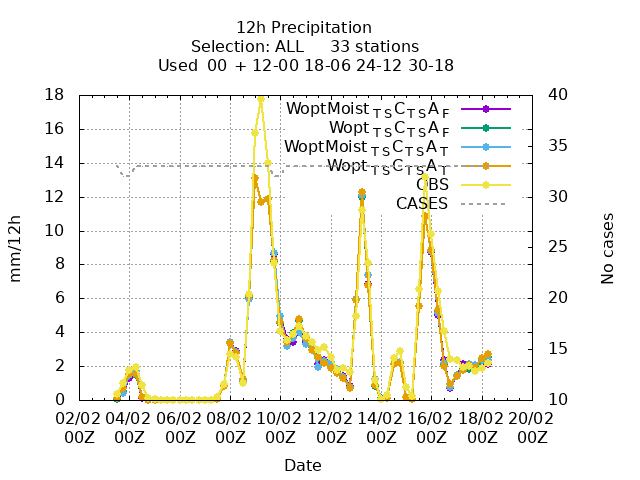 12h Precipitation
Selection: ALL     33 stations
Used  00 + 12-00 18-06 24-12 30-18
18 40
WoptMoist TS C TS A F
16 Wopt TS C TS A F 35
WoptMoist TS C TS A T
14 Wopt TS C TS A T
OBS
12 30
CASES
10
25
mm/12h
No cases
8
6 20
4
15
2
0 10
02/02 04/02 06/02 08/02 10/02 12/02 14/02 16/02 18/02 20/02
00Z 00Z 00Z 00Z 00Z 00Z 00Z 00Z 00Z 00Z
Date